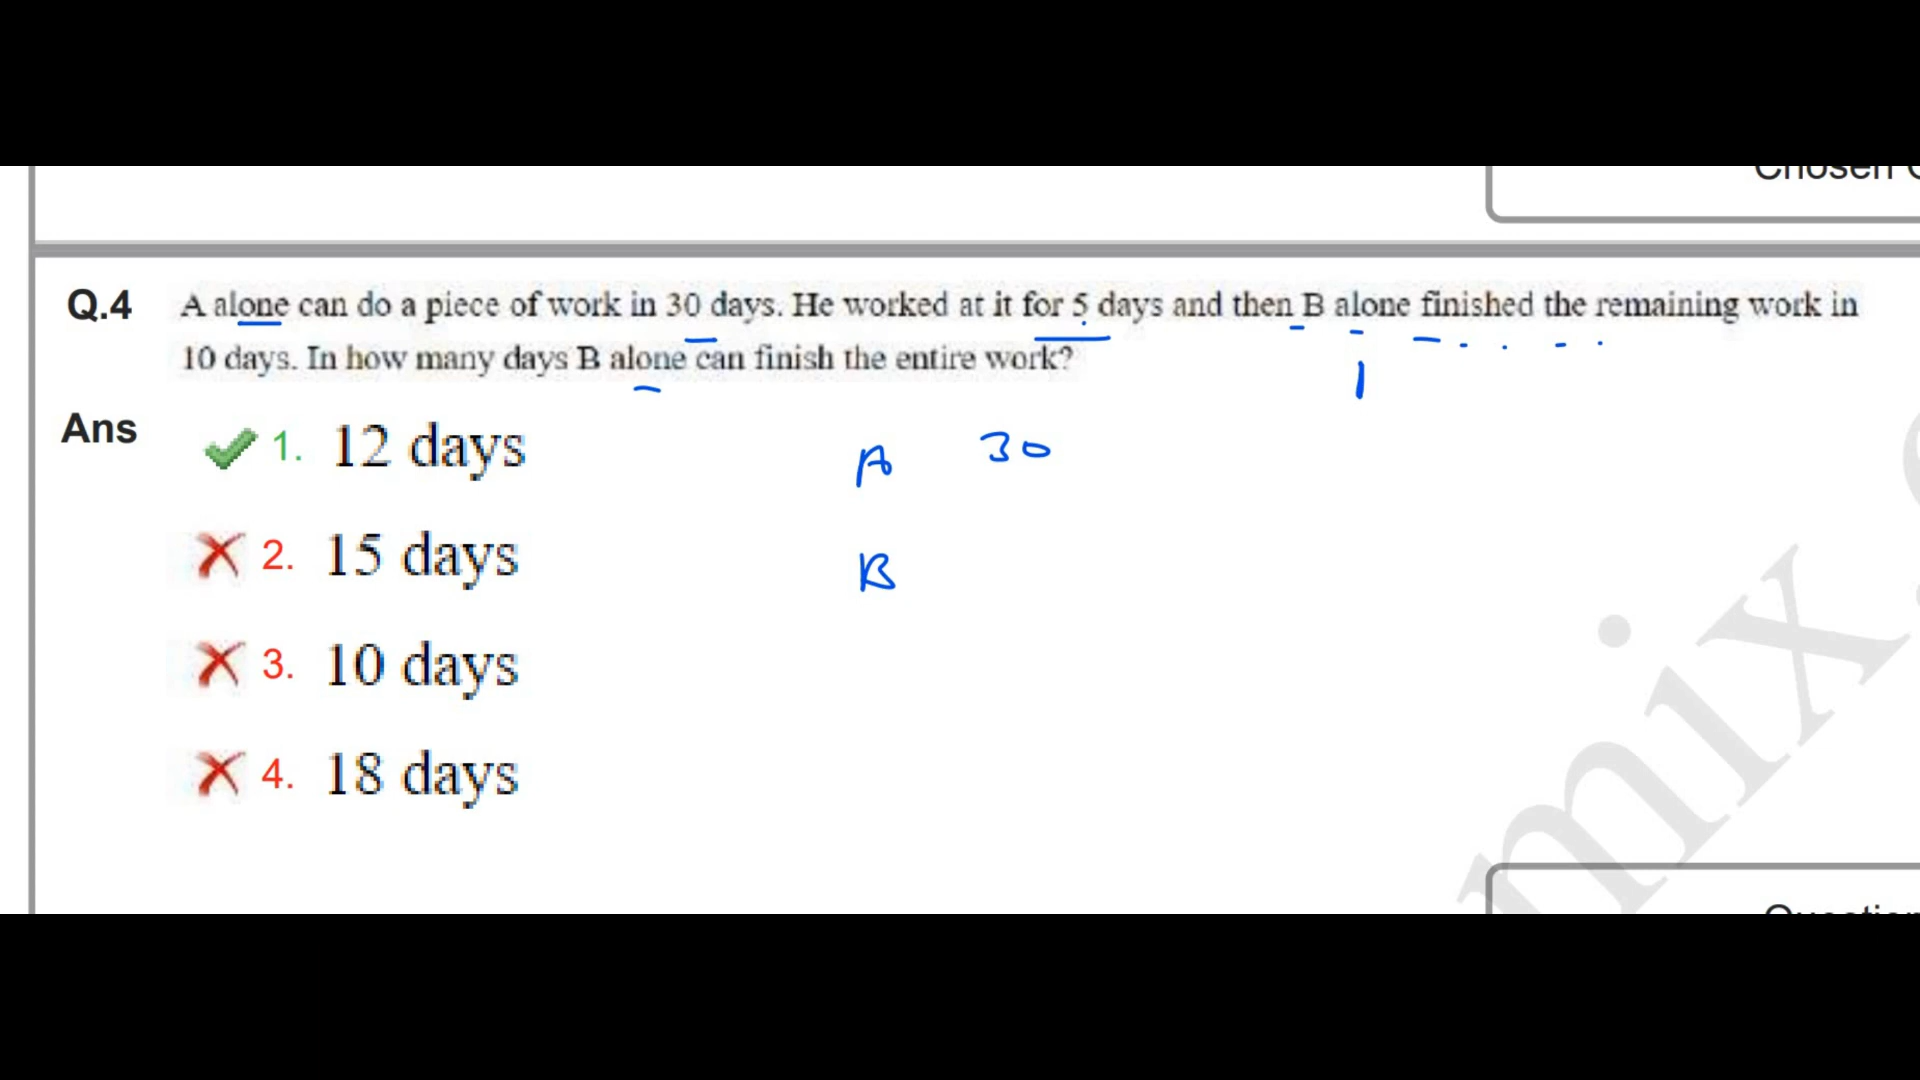 Q.4 A alone can do a piece of work in 30 days. He worked at it for 5 days and then B alone finished the remaining work in
10 days. In how many days B alone can finish the entire work?
Ans
1. 12 days
A 30
2. 15 days
B
3. 10 days
4. 18 days
mix